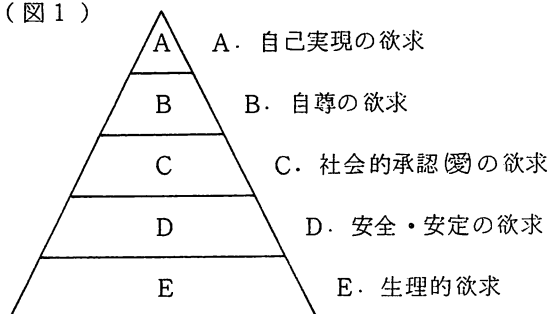 (図1)
A
A. 自己実現の欲求
B
B. 自尊の欲求
C
C. 社会的承認(愛)の欲求
D
D. 安全・安定の欲求
E
E. 生理的欲求